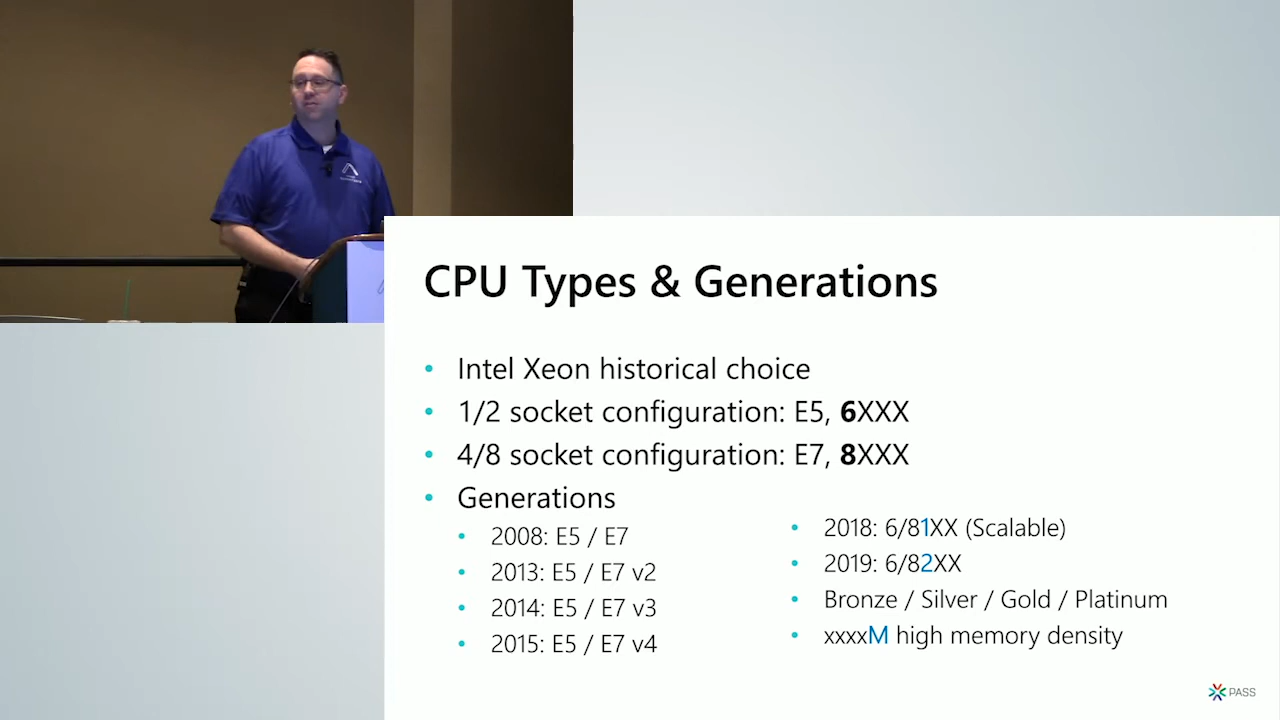 CPU Types & Generations
• Intel Xeon historical choice
• 1/2 socket configuration: E5, 6XXX
• 4/8 socket configuration: E7, 8XXX
• Generations
• 2008: E5 / E7
• 2013: E5 / E7 v2
• 2014: E5 / E7 v3
• 2015: E5 / E7 v4
• 2018: 6/81XX (Scalable)
• 2019: 6/82XX
• Bronze / Silver / Gold / Platinum
• xxxxM high memory density
PASS